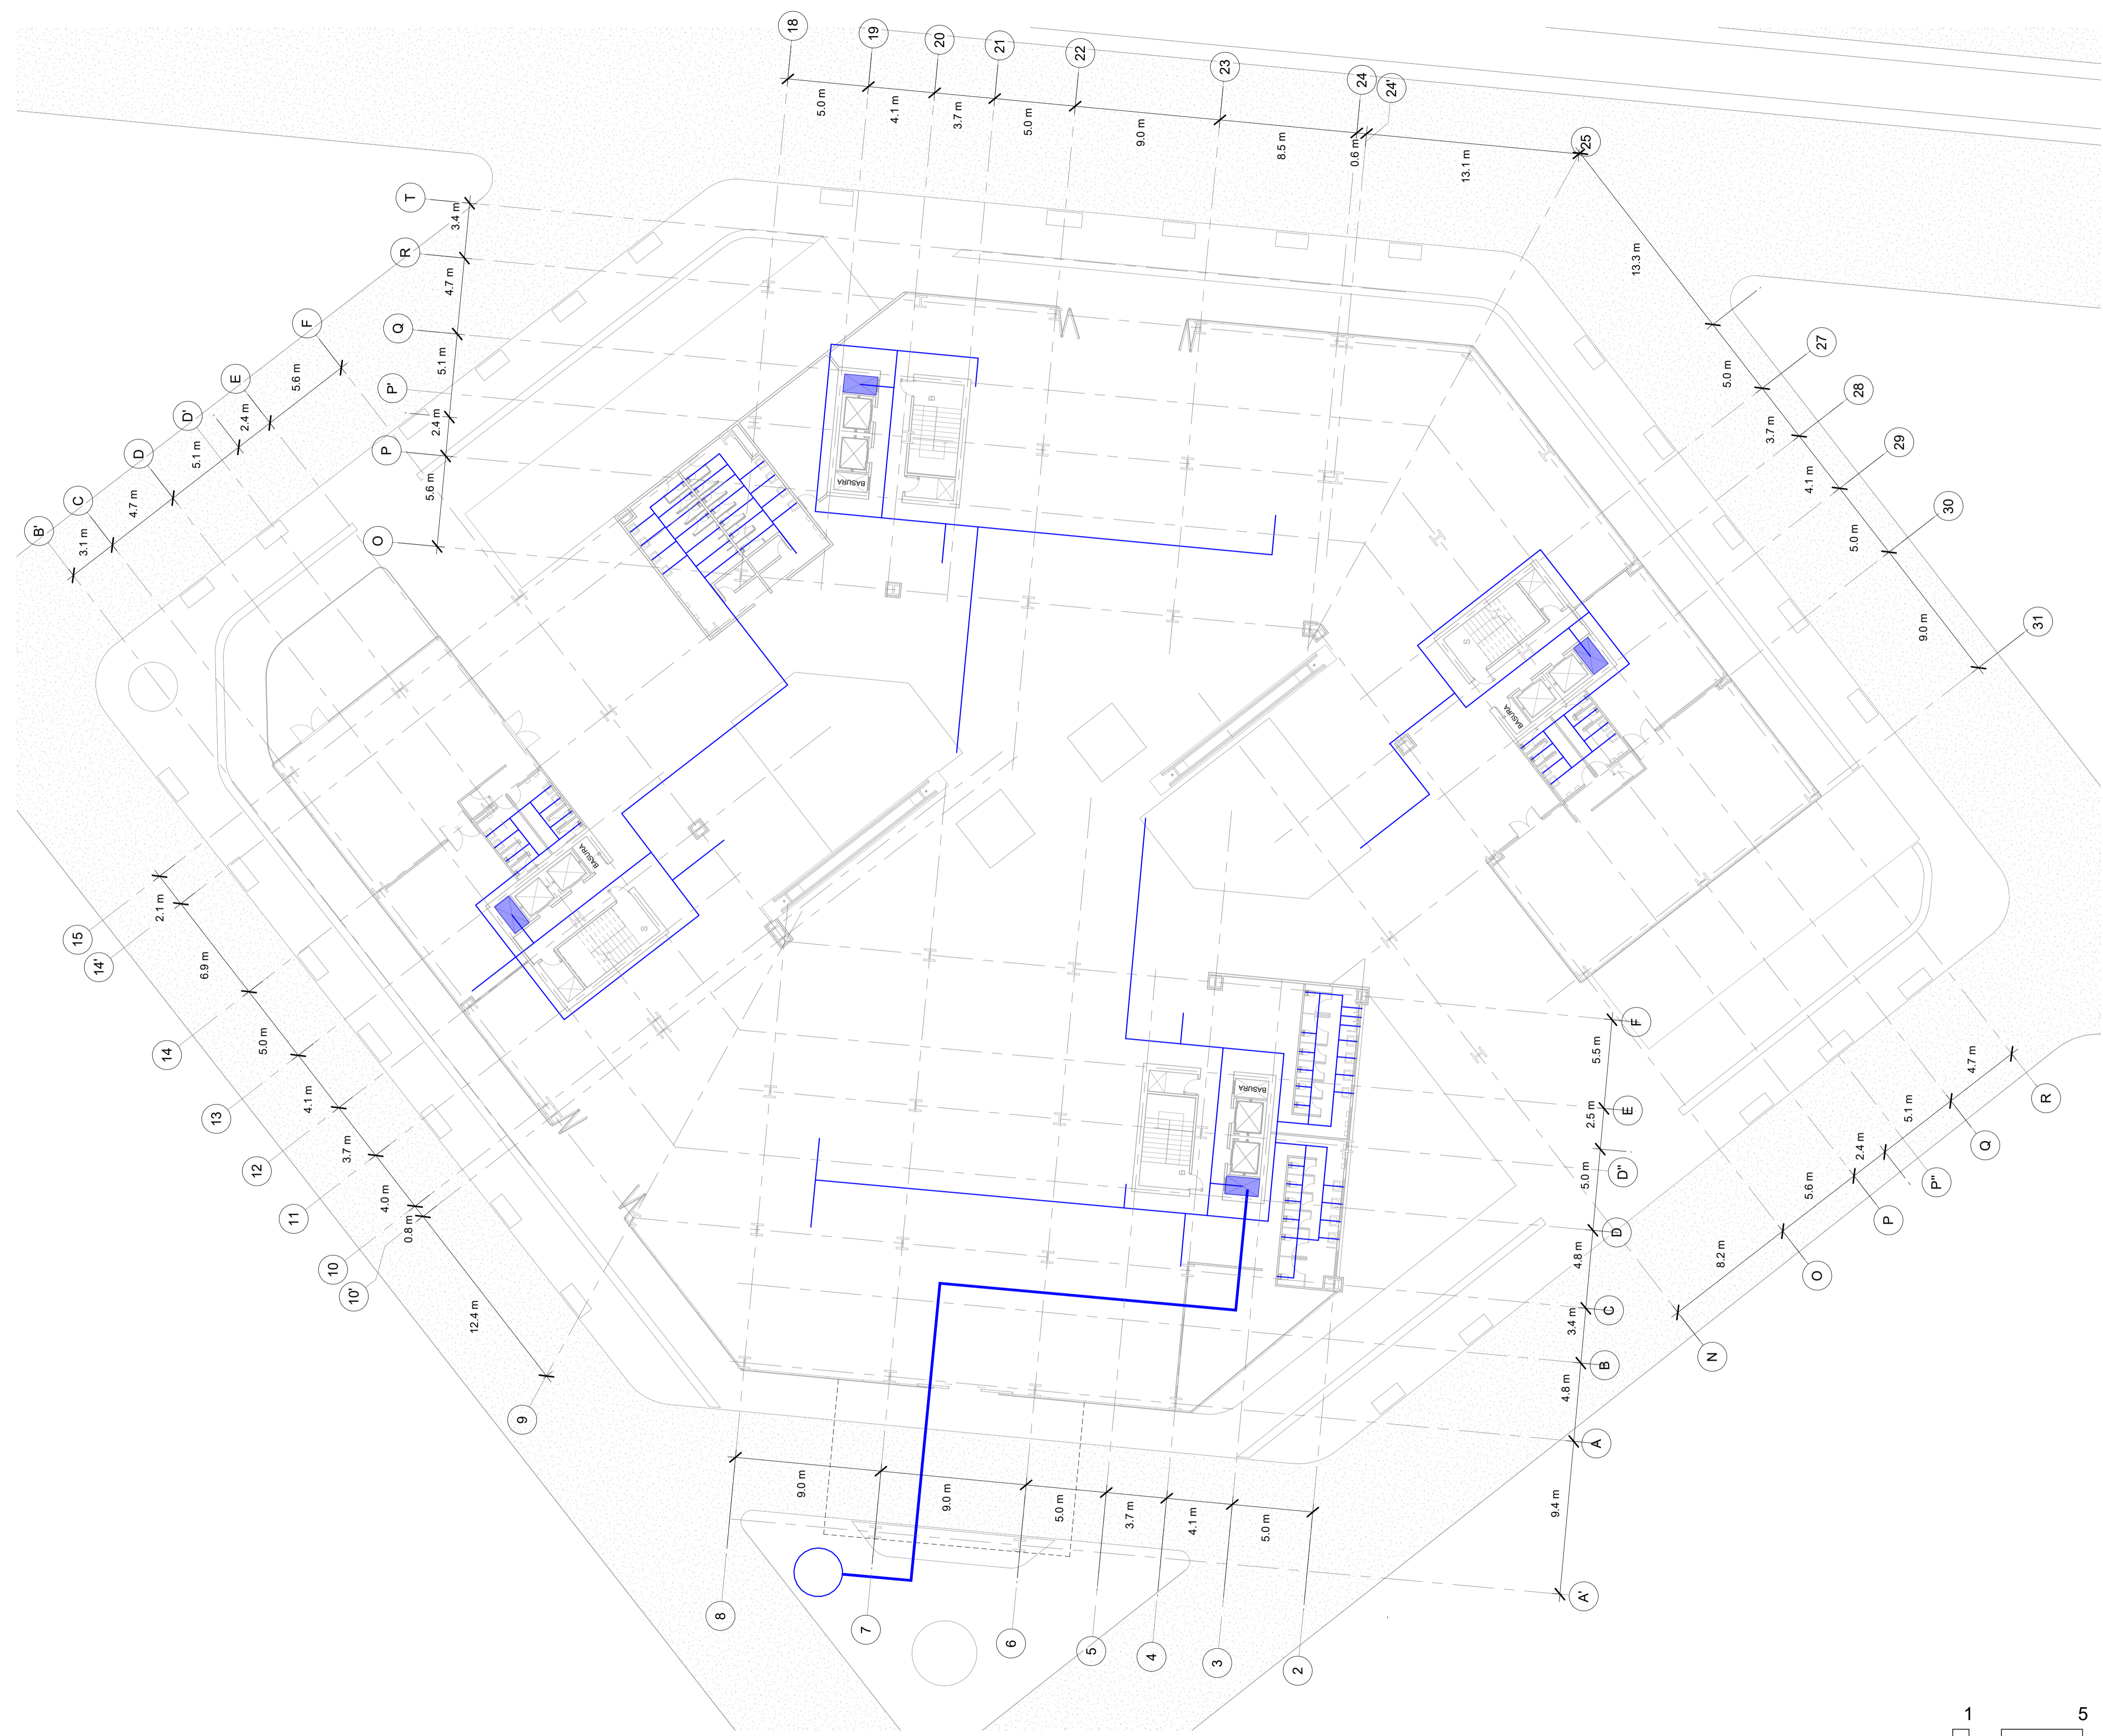 18
19
20
21
22
23
24
24'
25
5.0 m
4.1 m
3.7 m
5.0 m
9.0 m
8.5 m
0.6 m
13.1 m
T
R
Q
P'
P
O
3.4 m
4.7 m
5.1 m
2.4 m
5.6 m
F
E
D'
D
C
B'
5.6 m
2.4 m
5.1 m
4.7 m
3.1 m
13.3 m
5.0 m
3.7 m
4.1 m
5.0 m
9.0 m
27
28
29
30
31
B
BASURA
S
BASURA
BASURA
S
BASURA
B
15
14'
14
13
12
11
10
10'
9
2.1 m
6.9 m
5.0 m
4.1 m
3.7 m
4.0 m
0.8 m
12.4 m
F
E
D"
D
C
B
A
A'
5.5 m
2.5 m
5.0 m
4.8 m
3.4 m
4.8 m
9.4 m
R
Q
P"
P
O
N
4.7 m
5.1 m
2.4 m
5.6 m
8.2 m
9.0 m
9.0 m
5.0 m
3.7 m
4.1 m
5.0 m
8
7
6
5
4
3
2
1
5